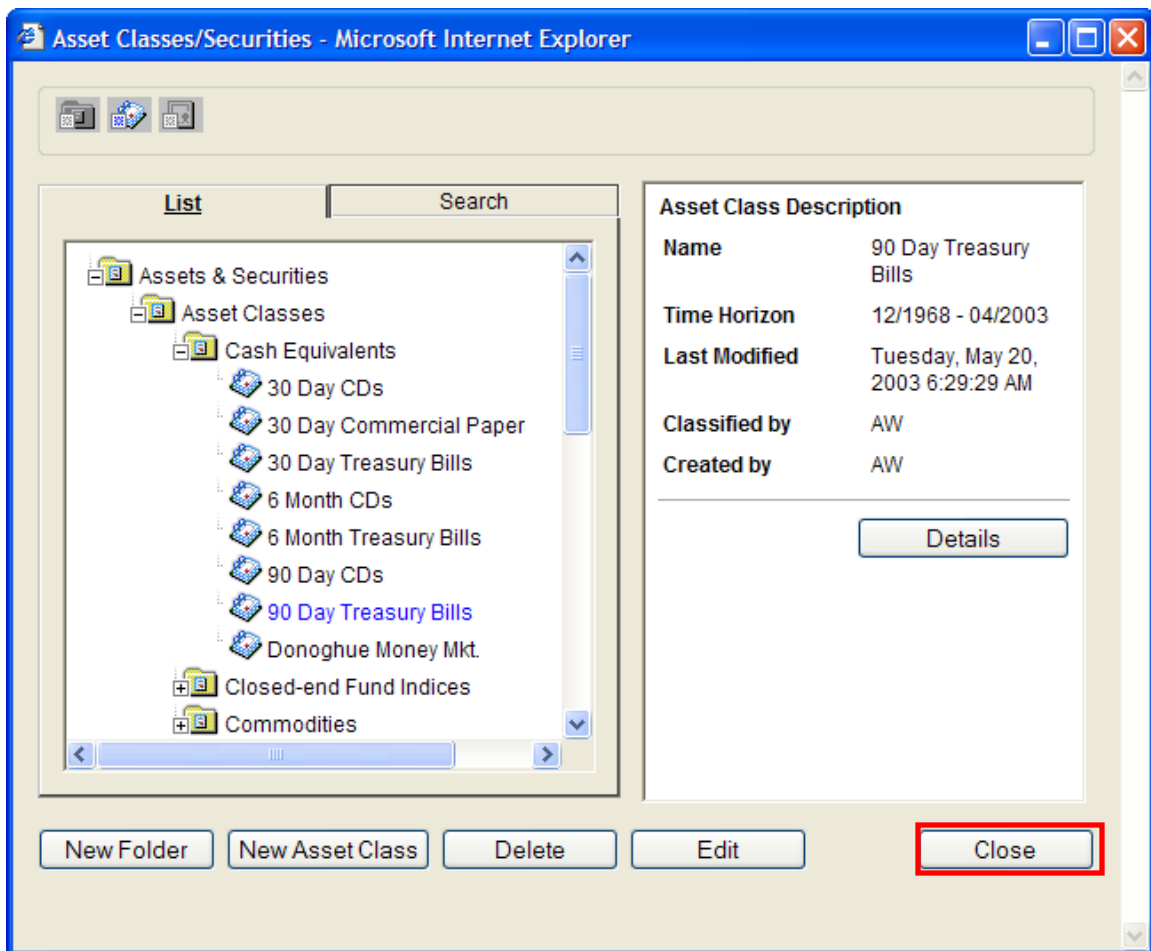 Asset Classes/Securities - Microsoft Internet Explorer
List
Search
Assets & Securities
Asset Classes
Cash Equivalents
30 Day CDs
30 Day Commercial Paper
30 Day Treasury Bills
6 Month CDs
6 Month Treasury Bills
90 Day CDs
90 Day Treasury Bills
Donoghue Money Mkt.
Closed-end Fund Indices
Commodities
Asset Class Description
Name 90 Day Treasury
Bills
Time Horizon 12/1968 - 04/2003
Last Modified Tuesday, May 20,
2003 6:29:29 AM
Classified by AW
Created by AW
Details
New Folder New Asset Class Delete Edit Close